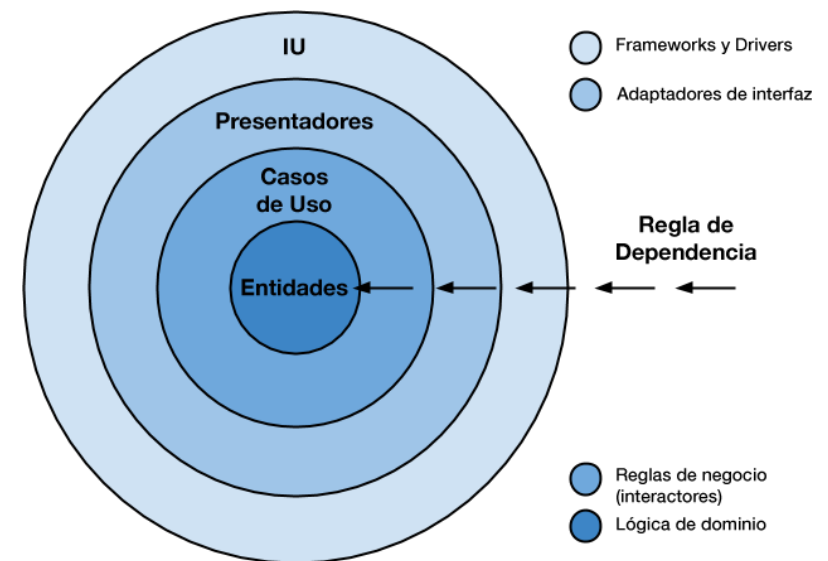 IU
Presentadores
Casos
de Uso
Entidades
Frameworks y Drivers
Adaptadores de interfaz
Regla de
Dependencia
Reglas de negocio
(interactores)
Lógica de dominio